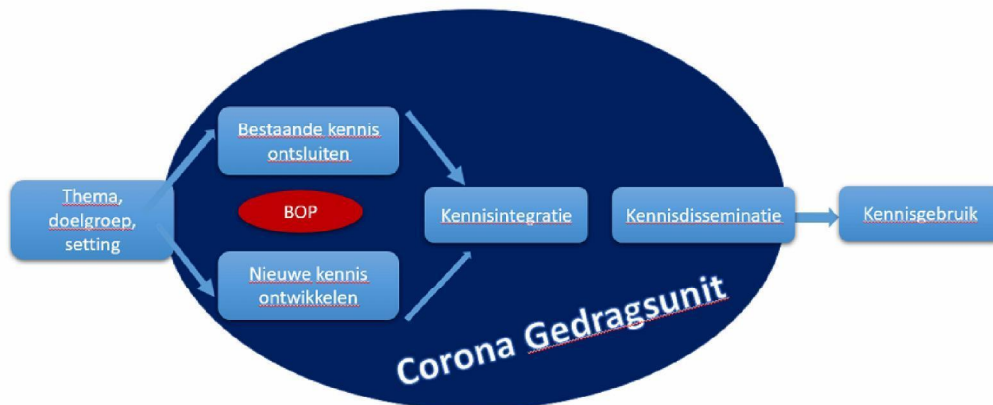 Thema,
doelgroep,
setting
Bestaande kennis
ontsluiten
BOP
Nieuwe kennis
ontwikkelen
Kennisintegratie
Kennisdisseminatie
Kennisgebruik
Corona Gedragsunit